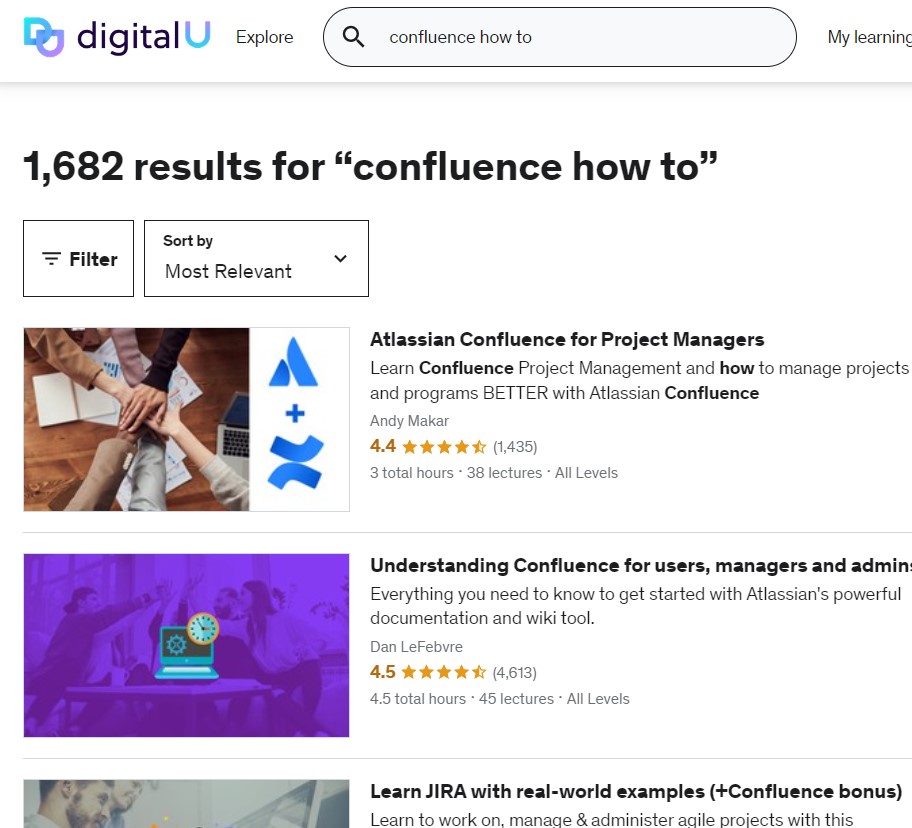 digitalU Explore confluence how to My learning
1,682 results for “confluence how to”
Filter
Sort by
Most Relevant
Atlassian Confluence for Project Managers
Learn Confluence Project Management and how to manage projects
and programs BETTER with Atlassian Confluence
Andy Makar
4.4 (1,435)
3 total hours · 38 lectures · All Levels
Understanding Confluence for users, managers and admins
Everything you need to know to get started with Atlassian's powerful
documentation and wiki tool.
Dan LeFebvre
4.5 (4,613)
4.5 total hours · 45 lectures · All Levels
Learn JIRA with real-world examples (+Confluence bonus)
Learn to work on, manage & administer agile projects with this